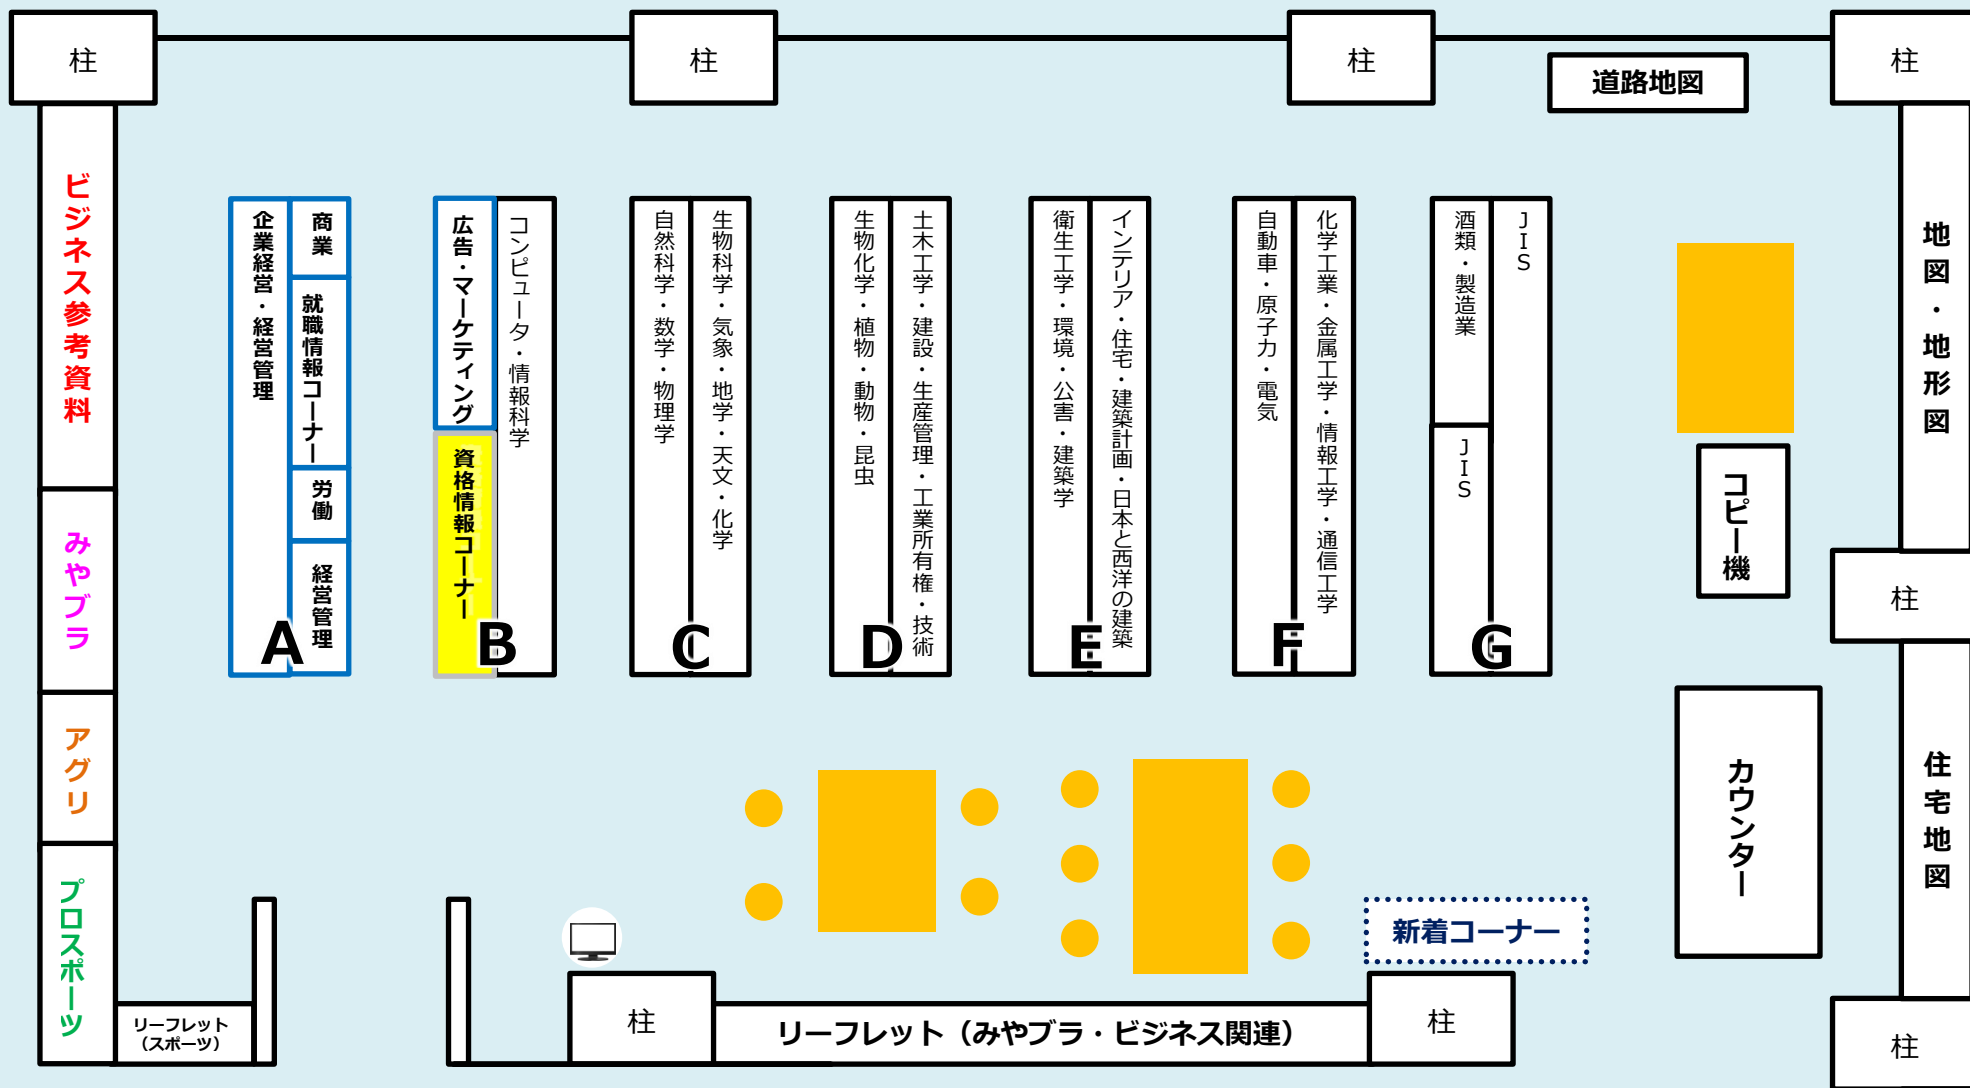 柱
柱
柱
柱
道路地図
ビジネス参考資料
みやブラ
アグリ
プロスポーツ
企業経営・経営管理
商業
就職情報コーナー
労働
経営管理
A
広告・マーケティング
資格情報コーナー
コンピュータ・情報科学
B
自然科学・数学・物理学
生物科学・気象・地学・天文・化学
C
生物化学・植物・動物・昆虫
土木工学・建設・生産管理・工業所有権・技術
D
衛生工学・環境・公害・建築学
インテリア・住宅・建築計画・日本と西洋の建築
E
自動車・原子力・電気
化学工業・金属工学・情報工学・通信工学
F
酒類・製造業
JIS
JIS
G
コピー機
カウンター
地図・地形図
柱
住宅地図
柱
新着コーナー
リーフレット
（スポーツ）
柱
リーフレット（みやブラ・ビジネス関連）
柱